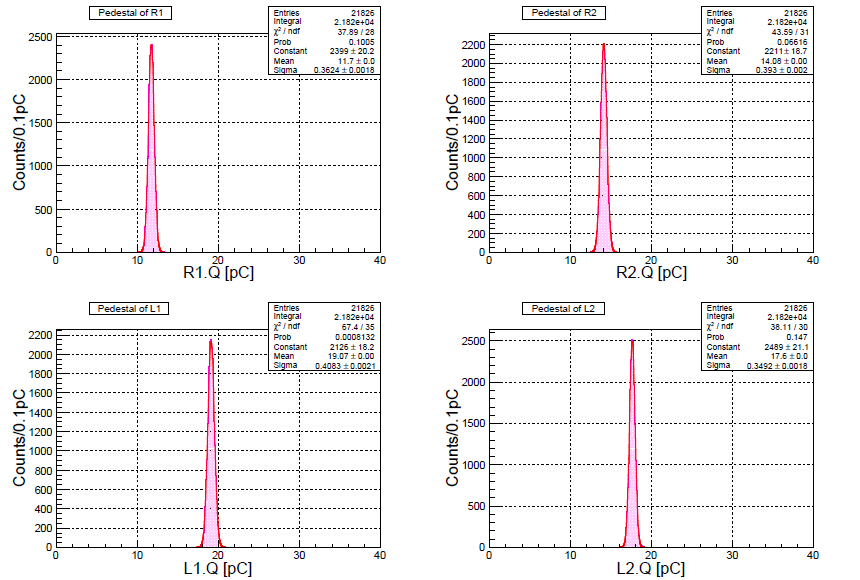 Pedestal of R1
Entries 21826
Integral 2.182e+04
χ² / ndf 37.89 / 28
Prob 0.1005
Constant 2399 ± 20.2
Mean 11.7 ± 0.0
Sigma 0.3624 ± 0.0018
Counts/0.1pC
2500
2000
1500
1000
500
0
0 10 20 30 40
R1.Q [pC]
Pedestal of R2
Entries 21826
Integral 2.182e+04
χ² / ndf 43.59 / 31
Prob 0.06616
Constant 2211 ± 18.7
Mean 14.08 ± 0.00
Sigma 0.393 ± 0.002
Counts/0.1pC
2200
2000
1800
1600
1400
1200
1000
800
600
400
200
0
0 10 20 30 40
R2.Q [pC]
Pedestal of L1
Entries 21826
Integral 2.182e+04
χ² / ndf 67.4 / 35
Prob 0.0008132
Constant 2126 ± 18.2
Mean 19.07 ± 0.00
Sigma 0.4083 ± 0.0021
Counts/0.1pC
2200
2000
1800
1600
1400
1200
1000
800
600
400
200
0
0 10 20 30 40
L1.Q [pC]
Pedestal of L2
Entries 21826
Integral 2.182e+04
χ² / ndf 38.11 / 30
Prob 0.147
Constant 2489 ± 21.1
Mean 17.6 ± 0.0
Sigma 0.3492 ± 0.0018
Counts/0.1pC
2500
2000
1500
1000
500
0
0 10 20 30 40
L2.Q [pC]